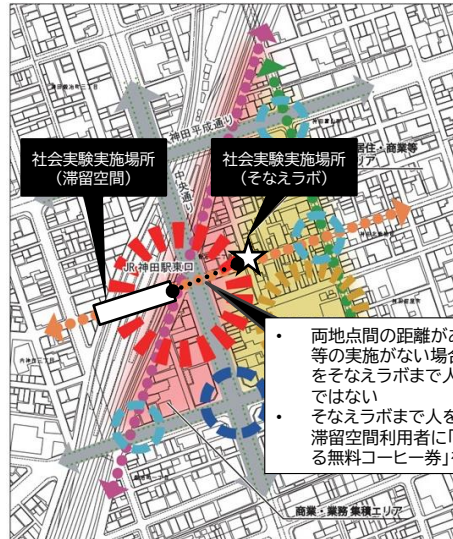 神田平成通り
居住・商業等
リア
社会実験実施場所
（滞留空間）
社会実験実施場所
（そなえラボ）
中央通り
JR 神田駅東口
• 両地点間の距離があ
等の実施がない場合
をそなえラボまで人
ではない
• そなえラボまで人を
滞留空間利用者に「
る無料コーヒー券」を
商業・業務 集積エリア